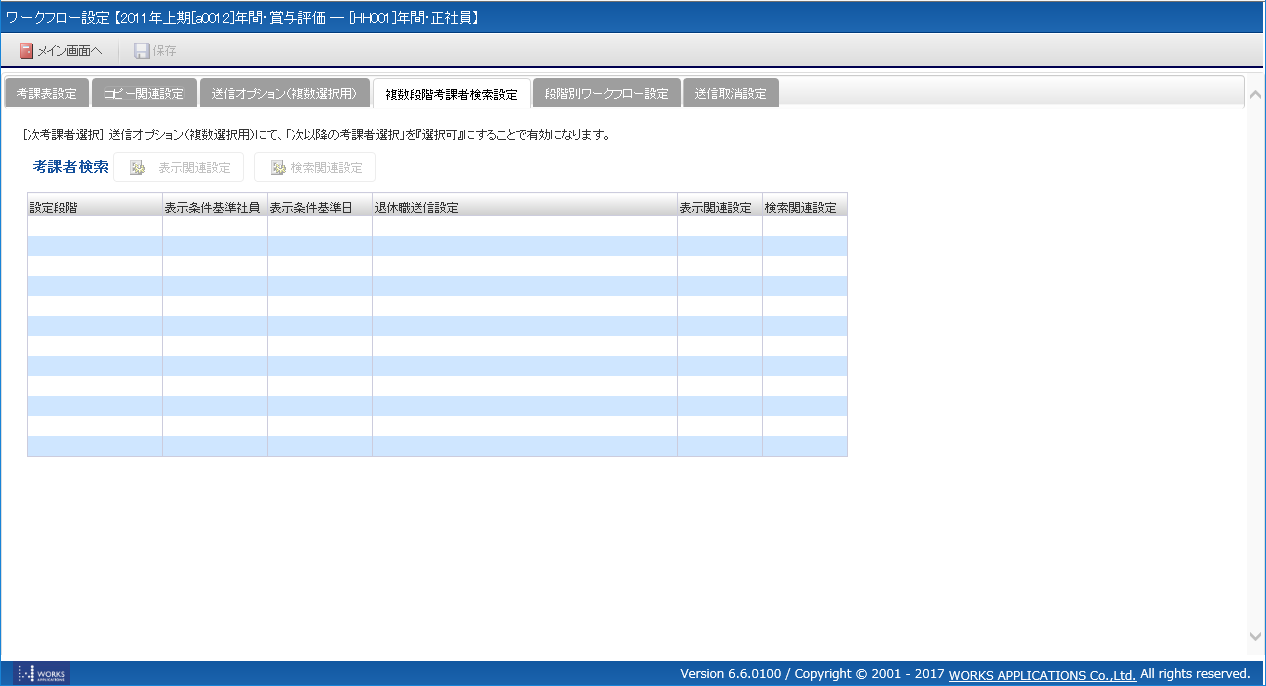 ワークフロー設定 【2011年上期[a0012]年間・賞与評価 ― [HH001]年間・正社員】
メイン画面へ 保存
考課表設定 コピー関連設定 送信オプション(複数選択用) 複数段階考課者検索設定 段階別ワークフロー設定 送信取消設定
[次考課者選択] 送信オプション(複数選択用)にて、「次以降の考課者選択」を『選択可』にすることで有効になります。
考課者検索 表示関連設定 検索関連設定
設定段階 表示条件基準社員 表示条件基準日 退休職送信設定 表示関連設定 検索関連設定
WORKS
APPLICATIONS
Version 6.6.0100 / Copyright © 2001 - 2017 WORKS APPLICATIONS Co.,Ltd. All rights reserved.